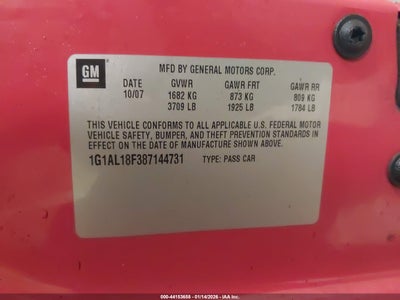 GM
MFD BY GENERAL MOTORS CORP.
DATE GVWR GAWR FRT GAWR RR
10/07 1682 KG 873 KG 809 KG
3709 LB 1925 LB 1784 LB
THIS VEHICLE CONFORMS TO ALL APPLICABLE U.S. FEDERAL MOTOR
VEHICLE SAFETY, BUMPER, AND THEFT PREVENTION STANDARDS IN
EFFECT ON THE DATE OF MANUFACTURE SHOWN ABOVE.
1G1AL18F387144731 TYPE: PASS CAR
000-44153688 - 01/14/2026 - IAA, Inc.